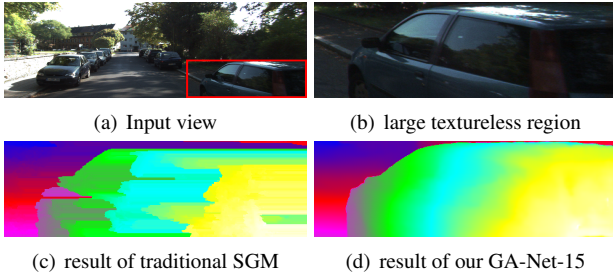 (a) Input view
(b) large textureless region
(c) result of traditional SGM
(d) result of our GA-Net-15